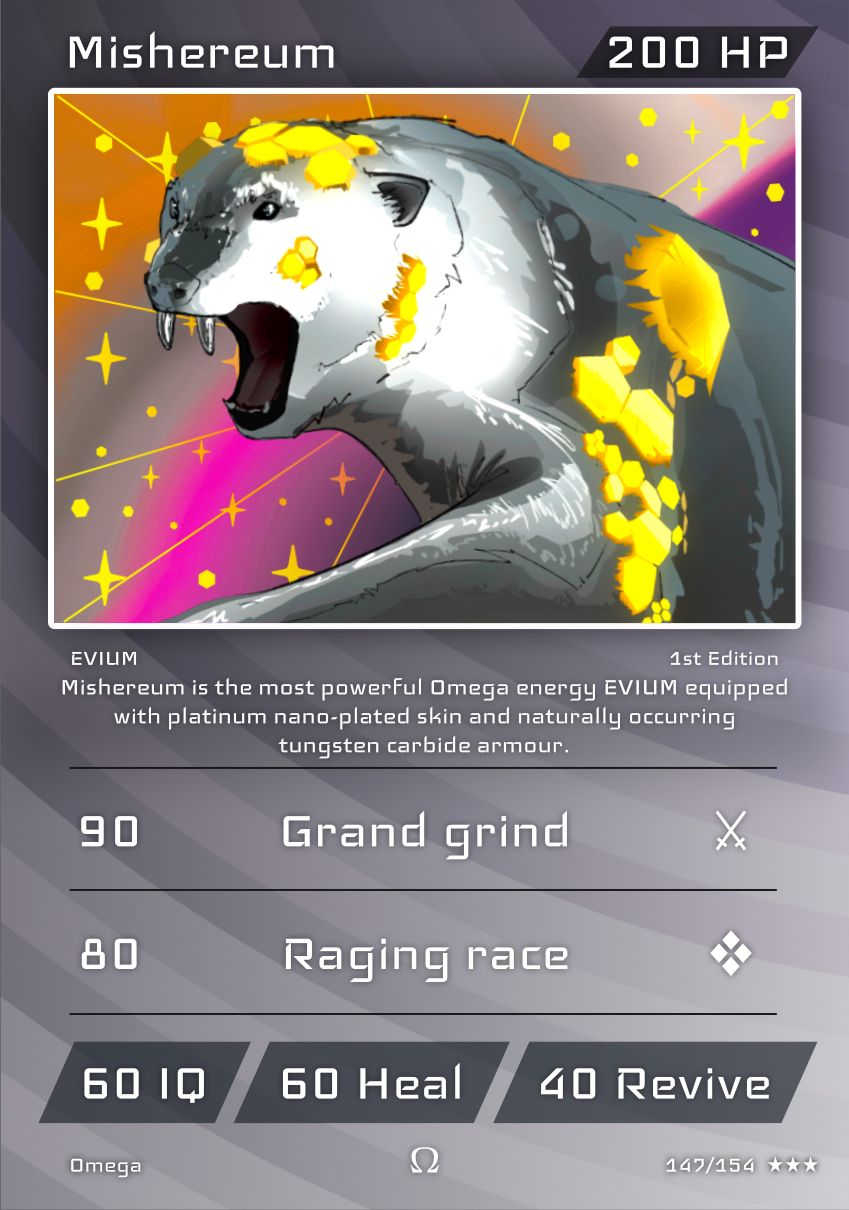 Mishereum
200 HP
EVIUM
1st Edition
Mishereum is the most powerful Omega energy EVIUM equipped
with platinum nano-plated skin and naturally occurring
tungsten carbide armour.
90 Grand grind
80 Raging race
60 IQ
60 Heal
40 Revive
Omega
Ω
147/154 ★★★